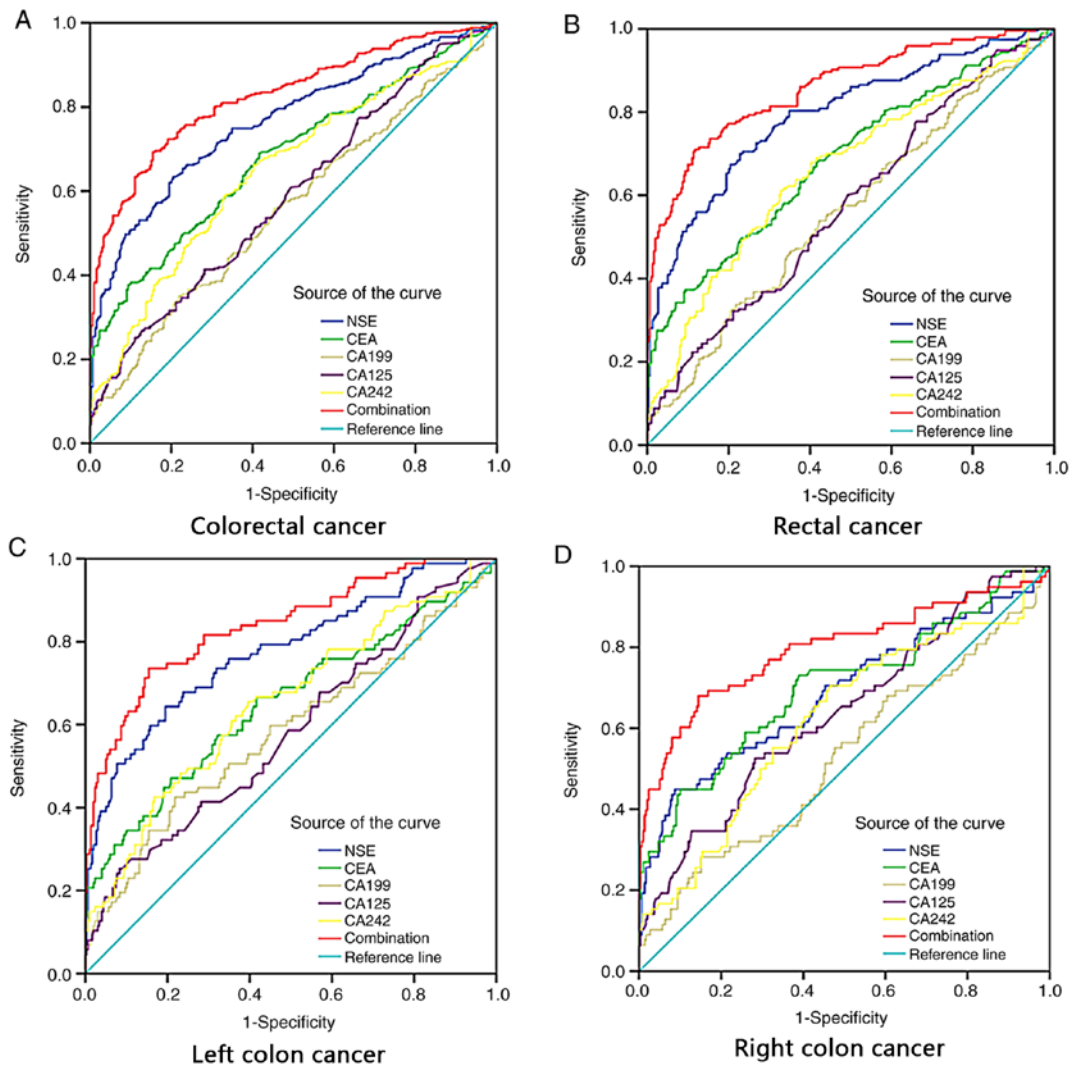 A
1.0
0.8
0.6
0.4
0.2
0.0
Sensitivity
Source of the curve
NSE
CEA
CA199
CA125
CA242
Combination
Reference line
0.0 0.2 0.4 0.6 0.8 1.0
1-Specificity
Colorectal cancer
B
1.0
0.8
0.6
0.4
0.2
0.0
Sensitivity
Source of the curve
NSE
CEA
CA199
CA125
CA242
Combination
Reference line
0.0 0.2 0.4 0.6 0.8 1.0
1-Specificity
Rectal cancer
C
1.0
0.8
0.6
0.4
0.2
0.0
Sensitivity
Source of the curve
NSE
CEA
CA199
CA125
CA242
Combination
Reference line
0.0 0.2 0.4 0.6 0.8 1.0
1-Specificity
Left colon cancer
D
1.0
0.8
0.6
0.4
0.2
0.0
Sensitivity
Source of the curve
NSE
CEA
CA199
CA125
CA242
Combination
Reference line
0.0 0.2 0.4 0.6 0.8 1.0
1-Specificity
Right colon cancer